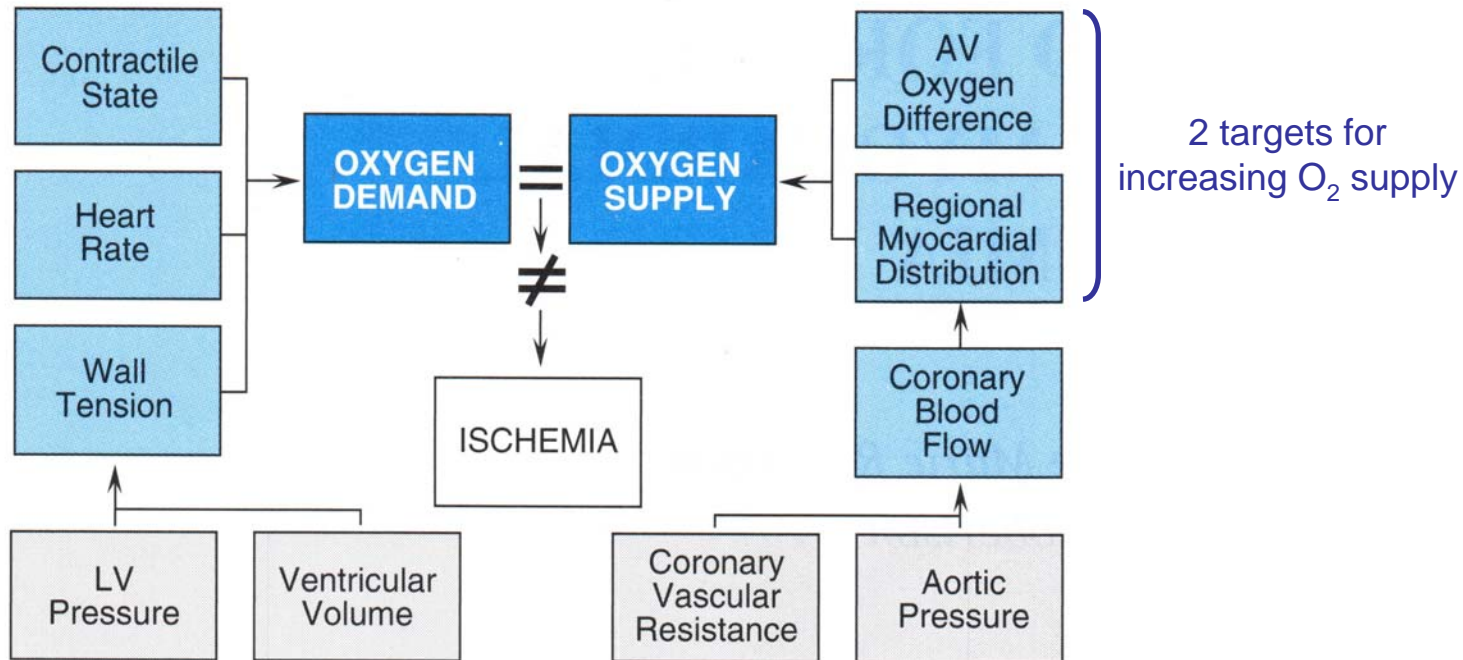 Contractile
State
Heart
Rate
Wall
Tension
LV
Pressure
Ventricular
Volume
OXYGEN
DEMAND
=
OXYGEN
SUPPLY
≠
ISCHEMIA
AV
Oxygen
Difference
Regional
Myocardial
Distribution
Coronary
Blood
Flow
Coronary
Vascular
Resistance
Aortic
Pressure
2 targets for
increasing O₂ supply